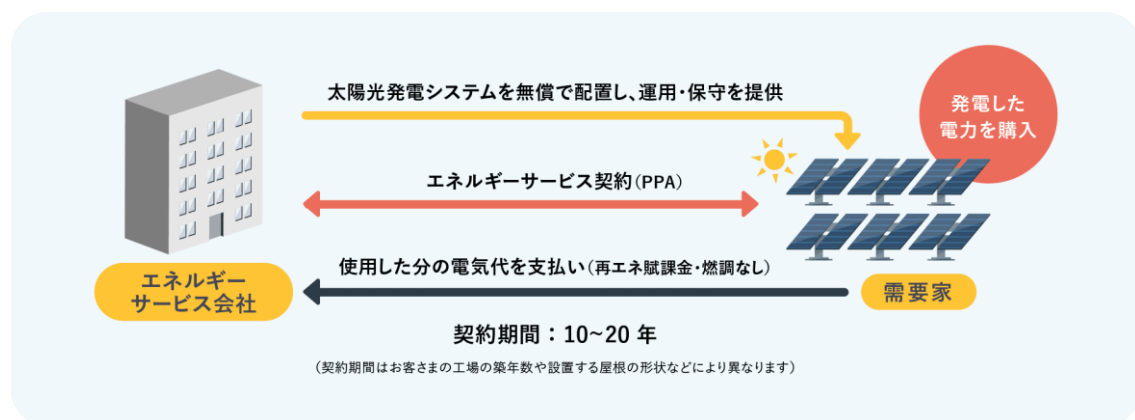 太陽光発電システムを無償で配置し、運用・保守を提供
発電した
電力を購入
エネルギーサービス契約（PPA）
使用した分の電気代を支払い（再エネ賦課金・燃調なし）
エネルギー
サービス会社
需要家
契約期間：10~20 年
（契約期間はお客さまの工場の築年数や設置する屋根の形状などにより異なります）